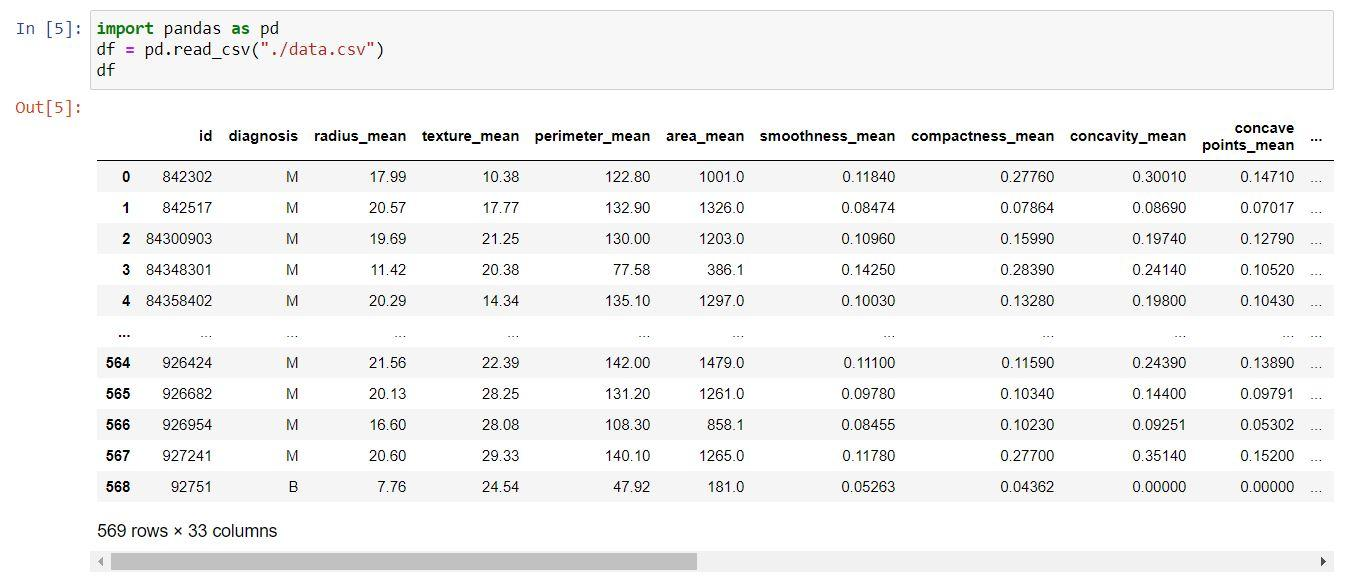 In [5]: import pandas as pd
df = pd.read_csv("./data.csv")
df
Out[5]:
id diagnosis radius_mean texture_mean perimeter_mean area_mean smoothness_mean compactness_mean concavity_mean concave points_mean ...
0 842302 M 17.99 10.38 122.80 1001.0 0.11840 0.27760 0.30010 0.14710 ...
1 842517 M 20.57 17.77 132.90 1326.0 0.08474 0.07864 0.08690 0.07017 ...
2 84300903 M 19.69 21.25 130.00 1203.0 0.10960 0.15990 0.19740 0.12790 ...
3 84348301 M 11.42 20.38 77.58 386.1 0.14250 0.28390 0.24140 0.10520 ...
4 84358402 M 20.29 14.34 135.10 1297.0 0.10030 0.13280 0.19800 0.10430 ...
... ... ... ... ... ... ... ... ... ... ... ...
564 926424 M 21.56 22.39 142.00 1479.0 0.11100 0.11590 0.24390 0.13890 ...
565 926682 M 20.13 28.25 131.20 1261.0 0.09780 0.10340 0.14400 0.09791 ...
566 926954 M 16.60 28.08 108.30 858.1 0.08455 0.10230 0.09251 0.05302 ...
567 927241 M 20.60 29.33 140.10 1265.0 0.11780 0.27700 0.35140 0.15200 ...
568 92751 B 7.76 24.54 47.92 181.0 0.05263 0.04362 0.00000 0.00000 ...
569 rows × 33 columns